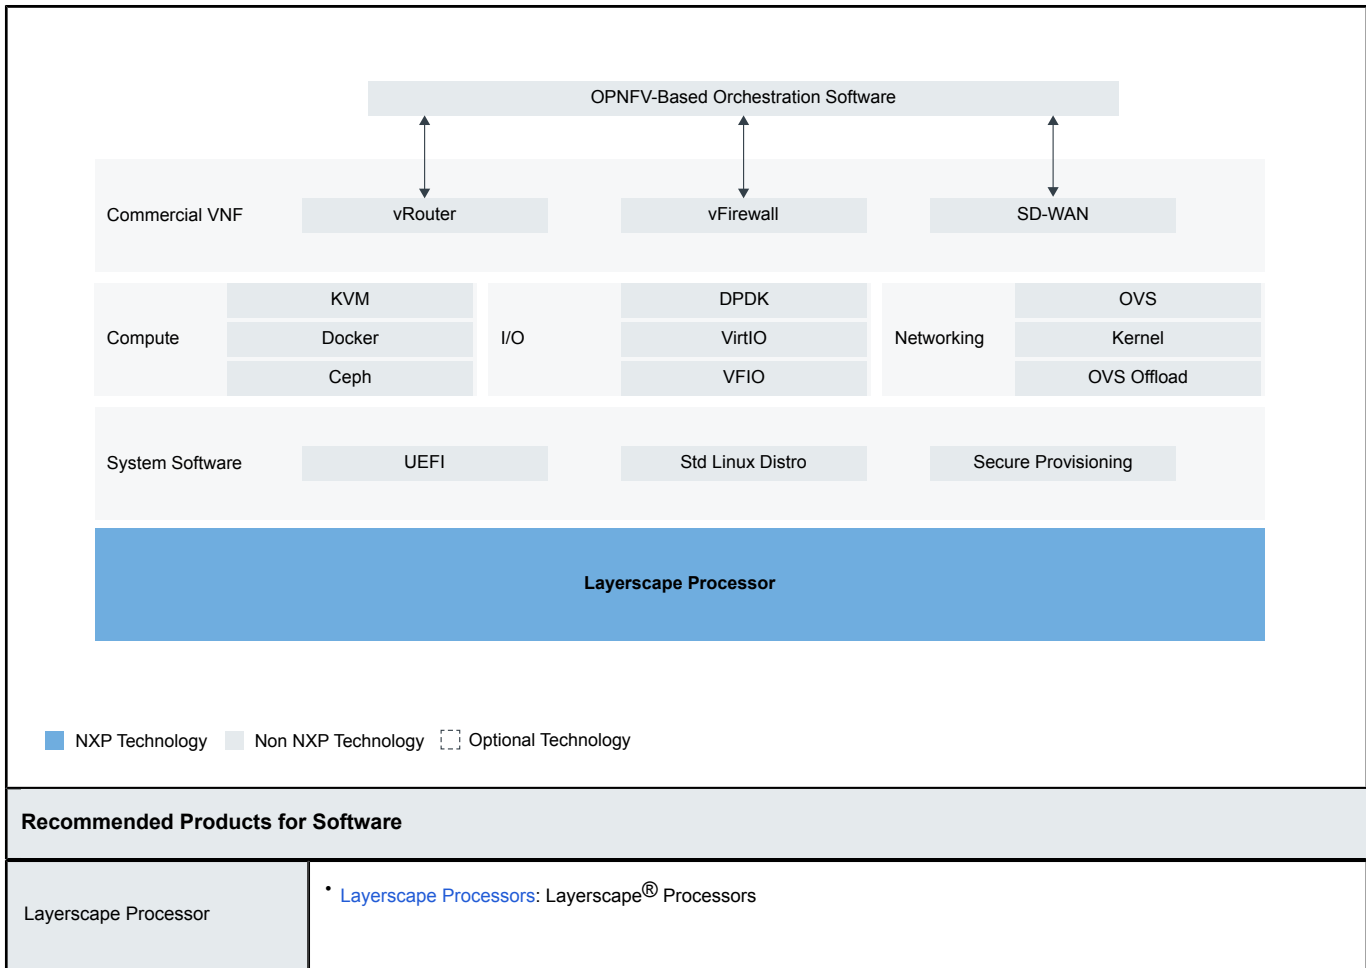 OPNFV-Based Orchestration Software
Commercial VNF
vRouter
vFirewall
SD-WAN
Compute
KVM
Docker
Ceph
I/O
DPDK
VirtIO
VFIO
Networking
OVS
Kernel
OVS Offload
System Software
UEFI
Std Linux Distro
Secure Provisioning
Layerscape Processor
NXP Technology
Non NXP Technology
Optional Technology
Recommended Products for Software
Layerscape Processor
• Layerscape Processors: Layerscape® Processors